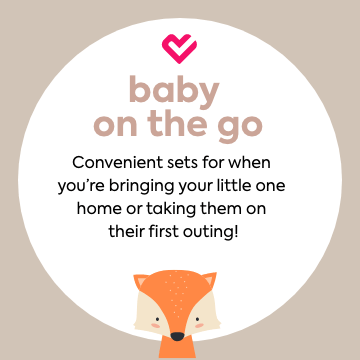 baby
on the go
Convenient sets for when
you’re bringing your little one
home or taking them on
their first outing!